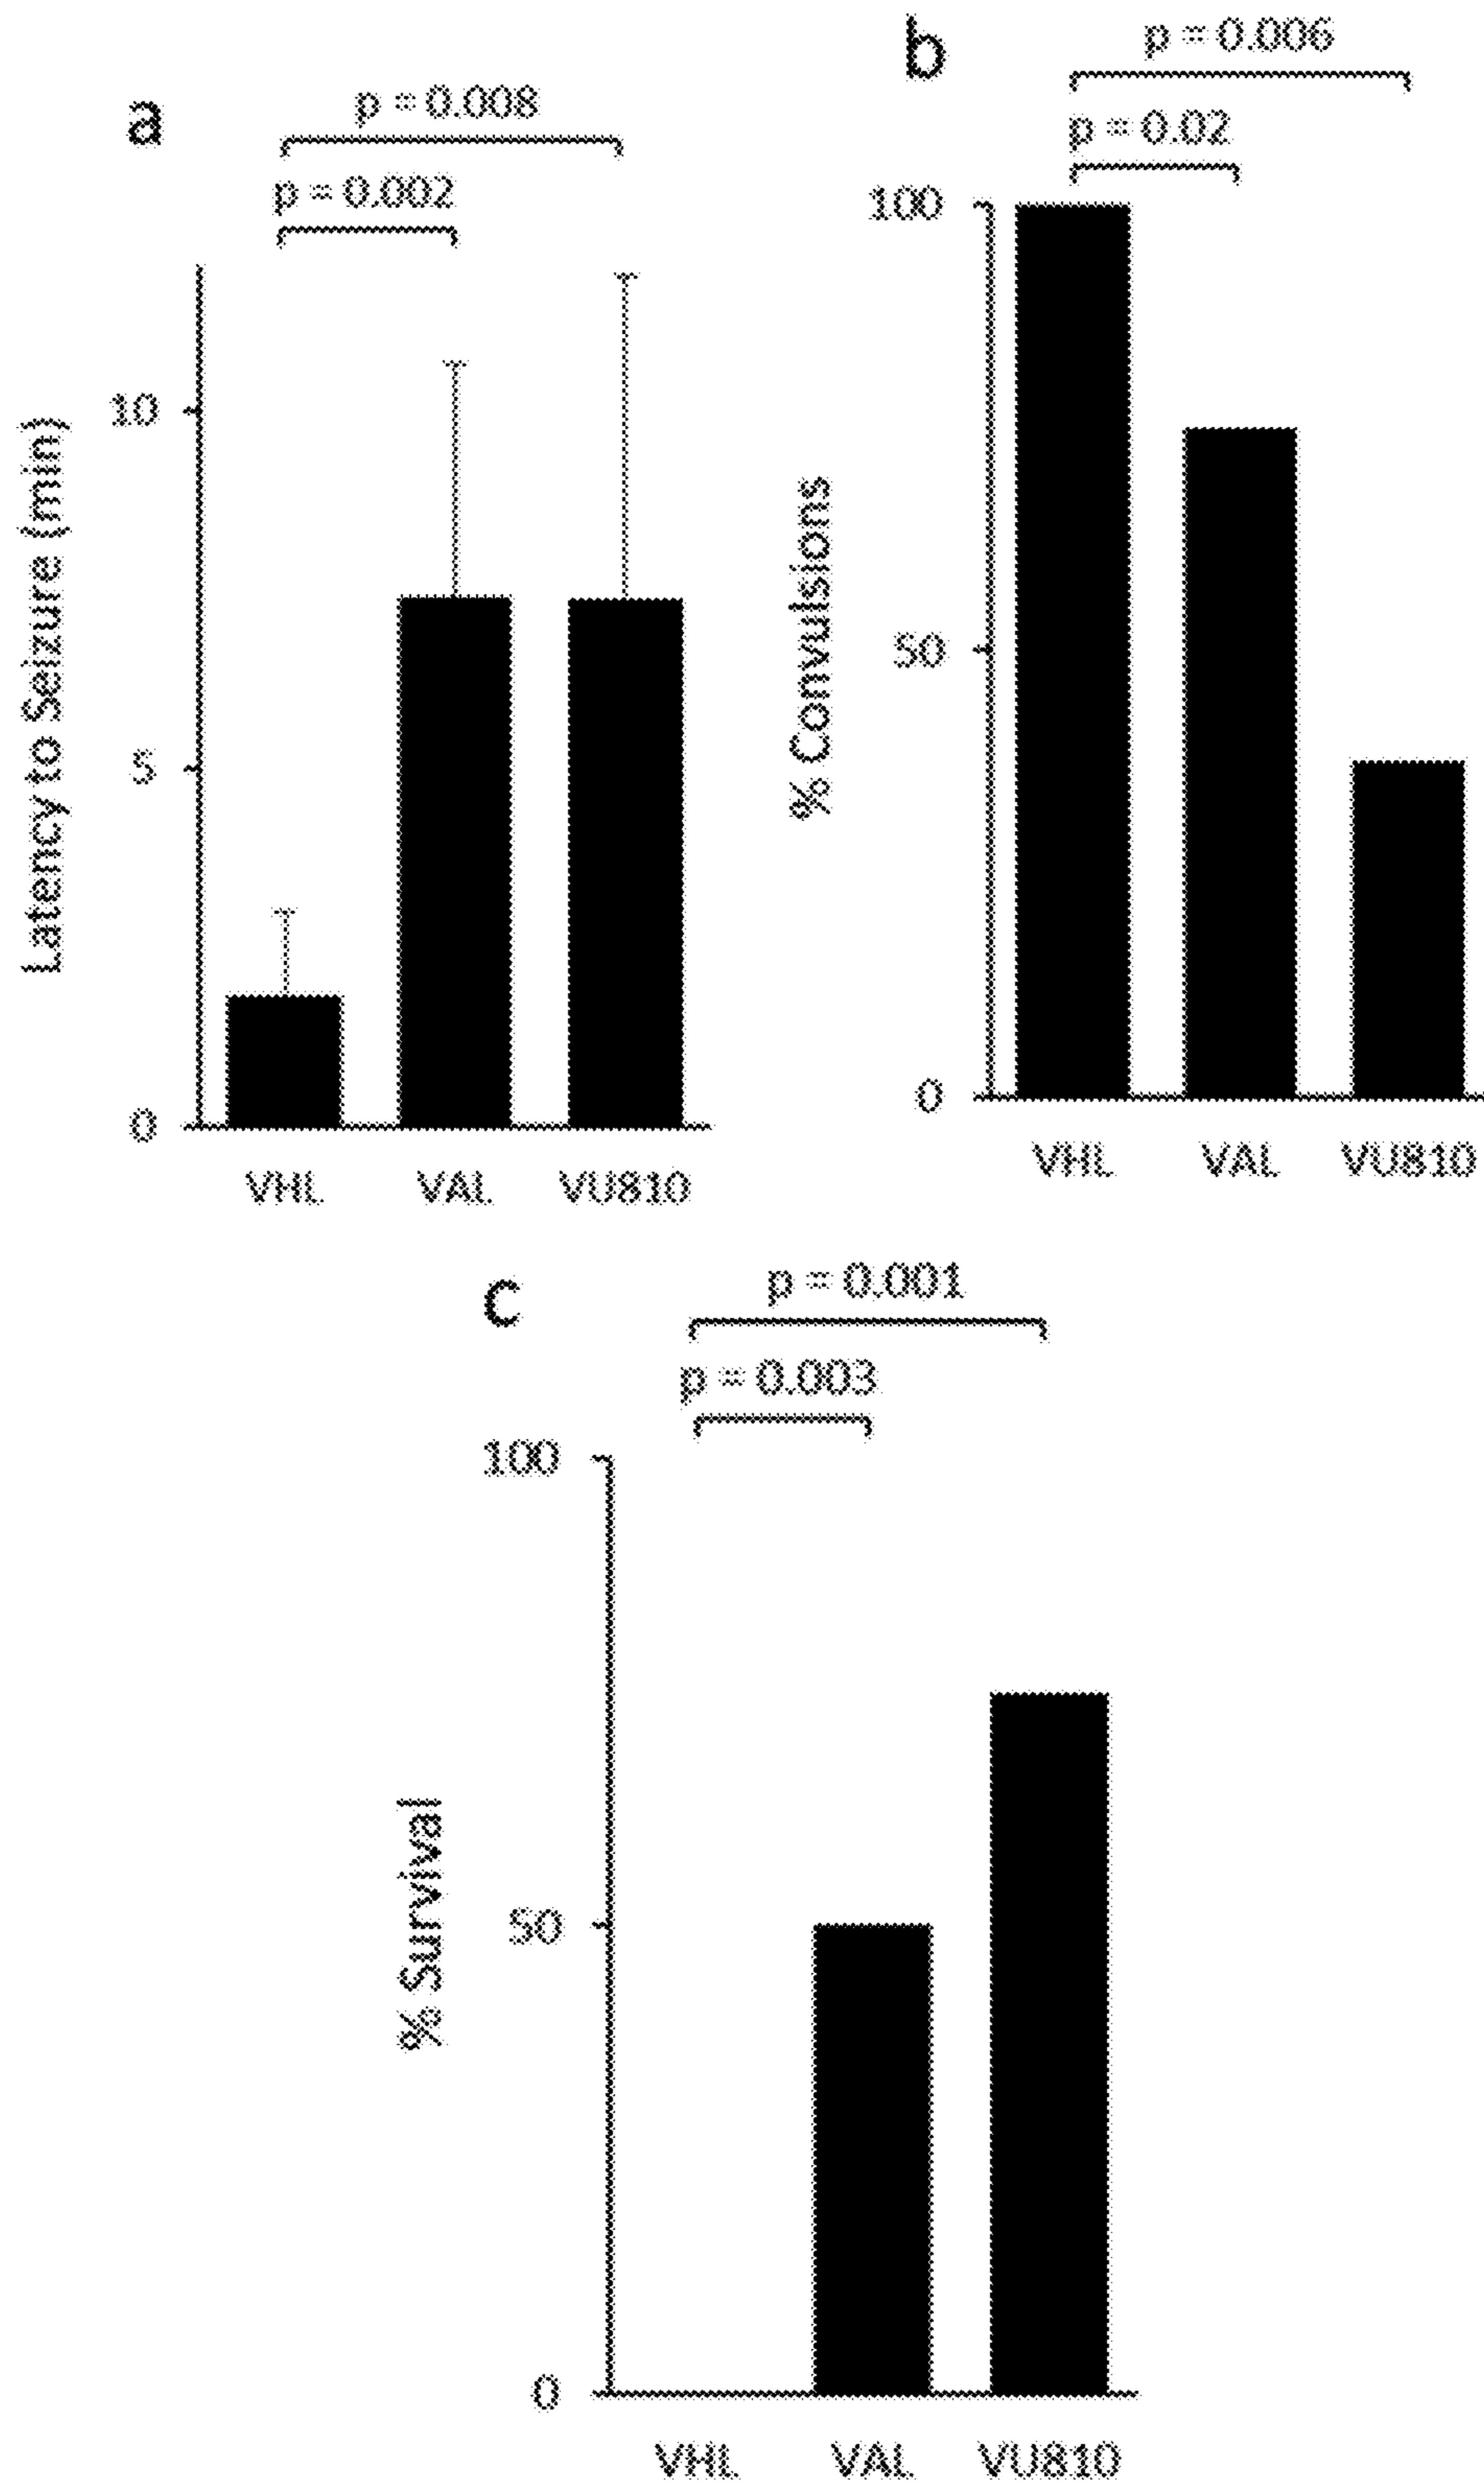 a
p = 0.008
p = 0.002
Latency to Seizure (min)
10
5
0
VHL VAL VU810
b
p = 0.006
p = 0.02
% Convulsions
100
50
0
VHL VAL VU810
c
p = 0.001
p = 0.003
% Survival
100
50
0
VHL VAL VU810